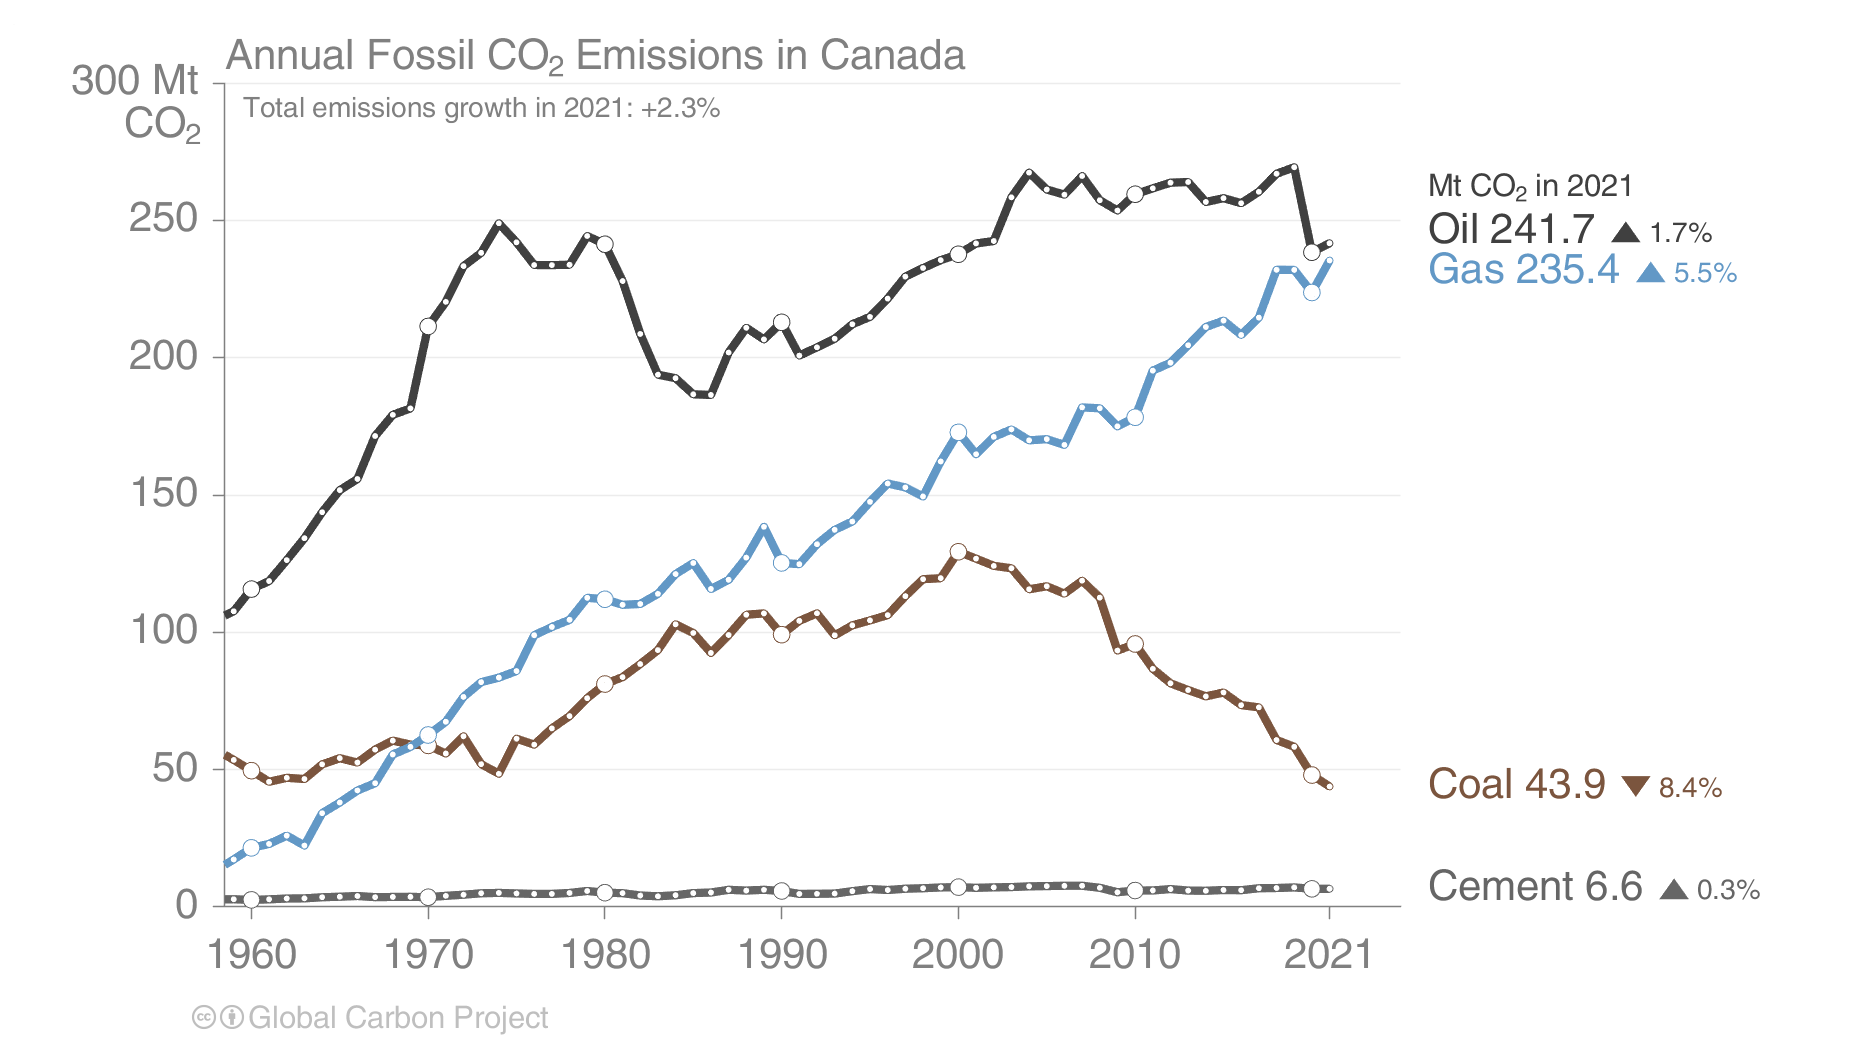 Annual Fossil CO₂ Emissions in Canada
300 Mt
CO₂
Total emissions growth in 2021: +2.3%
250
200
150
100
50
0
1960 1970 1980 1990 2000 2010 2021
Mt CO₂ in 2021
Oil 241.7 ▲ 1.7%
Gas 235.4 ▲ 5.5%
Coal 43.9 ▼ 8.4%
Cement 6.6 ▲ 0.3%
cc Global Carbon Project